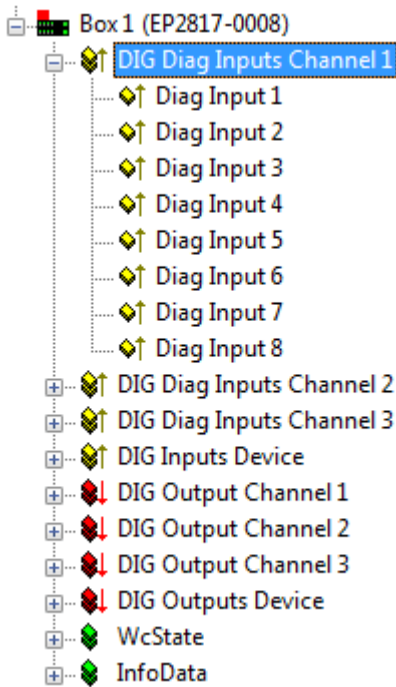 Box 1 (EP2817-0008)
DIG Diag Inputs Channel 1
Diag Input 1
Diag Input 2
Diag Input 3
Diag Input 4
Diag Input 5
Diag Input 6
Diag Input 7
Diag Input 8
DIG Diag Inputs Channel 2
DIG Diag Inputs Channel 3
DIG Inputs Device
DIG Output Channel 1
DIG Output Channel 2
DIG Output Channel 3
DIG Outputs Device
WcState
InfoData